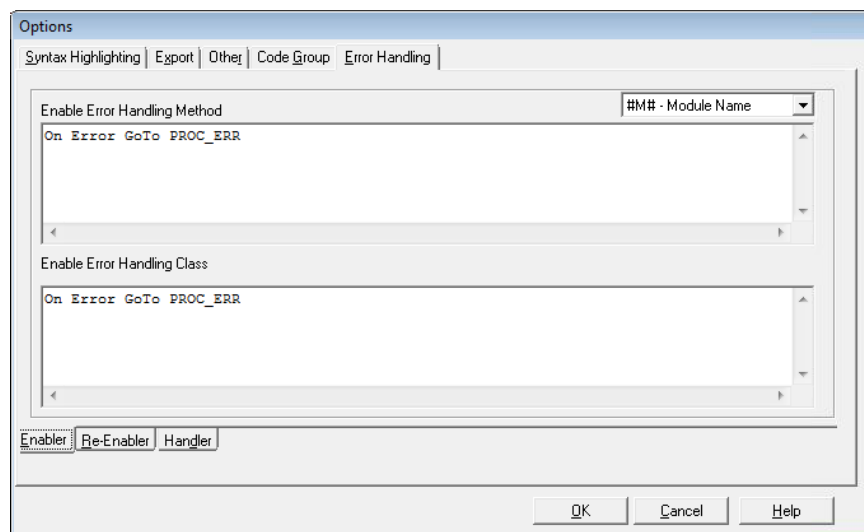 Options
Syntax Highlighting Export Other Code Group Error Handling
Enable Error Handling Method #M# - Module Name
On Error GoTo PROC_ERR
Enable Error Handling Class
On Error GoTo PROC_ERR
Enabler Re-Enabler Handler
OK Cancel Help